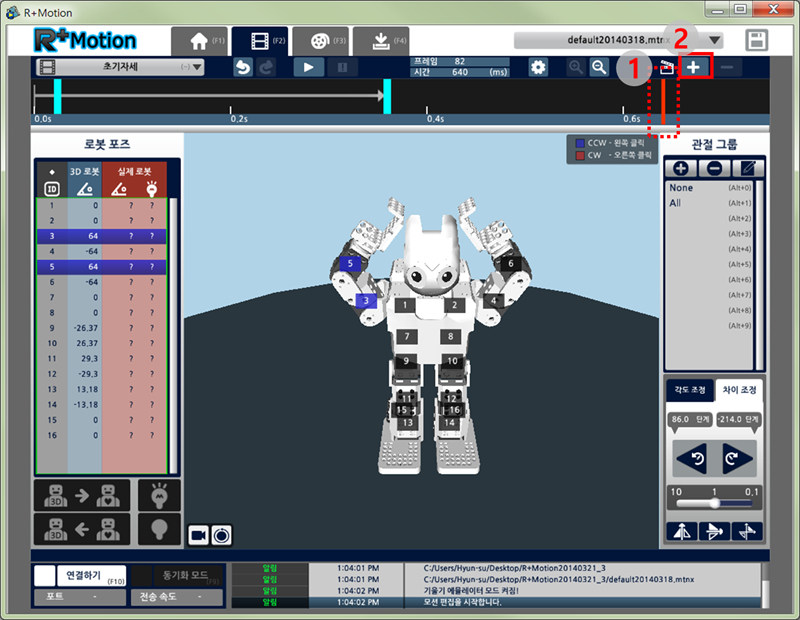 R+Motion
R+Motion
(F1)
(F2)
(F3)
(F4)
default20140318.mtnx
2
초기자세 (-)
프레임 82
시간 640 (ms)
1
0.0s 0.2s 0.4s 0.6s
로봇 포즈
CCW - 왼쪽 클릭
CW - 오른쪽 클릭
관절 그룹
3D 로봇 실제 로봇
ID
1 0 ? ?
2 0 ? ?
3 64 ? ?
4 -64 ? ?
5 64 ? ?
6 -64 ? ?
7 0 ? ?
8 0 ? ?
9 -26,37 ? ?
10 26,37 ? ?
11 29,3 ? ?
12 -29,3 ? ?
13 13,18 ? ?
14 -13,18 ? ?
15 0 ? ?
16 0 ? ?
5 6
3 4
1 2
7 8
9 10
11 12
15 16
13 14
None (Alt+0)
All (Alt+1)
(Alt+2)
(Alt+3)
(Alt+4)
(Alt+5)
(Alt+6)
(Alt+7)
(Alt+8)
(Alt+9)
각도 조정 차이 조정
86.0 단계 -214.0 단계
10 1 0,1
3D
3D
연결하기 (F10)
동기화 모드 (F9)
포트 -
전송 속도 -
알림 1:04:01 PM C:/Users/Hyun-su/Desktop/R+Motion20140321_3
알림 1:04:01 PM C:/Users/Hyun-su/Desktop/R+Motion20140321_3/default20140318.mtnx
알림 1:04:02 PM 기울기 에뮬레이터 모드 켜짐!
알림 1:04:02 PM 모션 편집을 시작합니다.